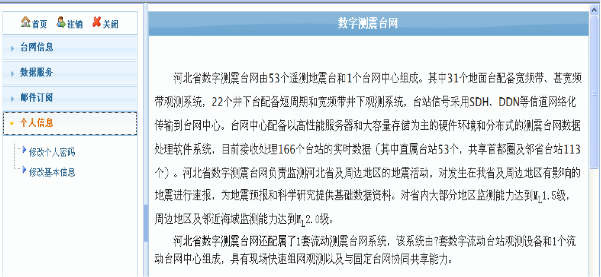 首页 注销 关闭
台网信息
数据服务
邮件订阅
个人信息
修改个人密码
修改基本信息
数字测震台网
河北省数字测震台网由53个遥测地震台和1个台网中心组成。其中31个地面台配备宽频带、甚宽频
带观测系统，22个井下台配备短周期和宽频带井下观测系统，台站信号采用SDH、DDN等信道网络化
传输到台网中心。台网中心配备以高性能服务器和大容量存储为主的硬件环境和分布式的测震台网数据
处理软件系统，目前接收处理166个台站的实时数据（其中直属台站53个，共享首都圈及邻省台站113
个）。河北省数字测震台网负责监测河北省及周边地区的地震活动，对发生在我省及周边地区有影响的
地震进行速报，为地震预报和科学研究提供基础数据资料。对省内大部分地区监测能力达到ML1.5级，
周边地区及邻近海域监测能力达到ML2.0级。
河北省数字测震台网还配属了1套流动测震台网系统，该系统由7套数字流动台站观测设备和1个流
动台网中心组成，具有现场快速组网观测以及与固定台网协同共享能力。